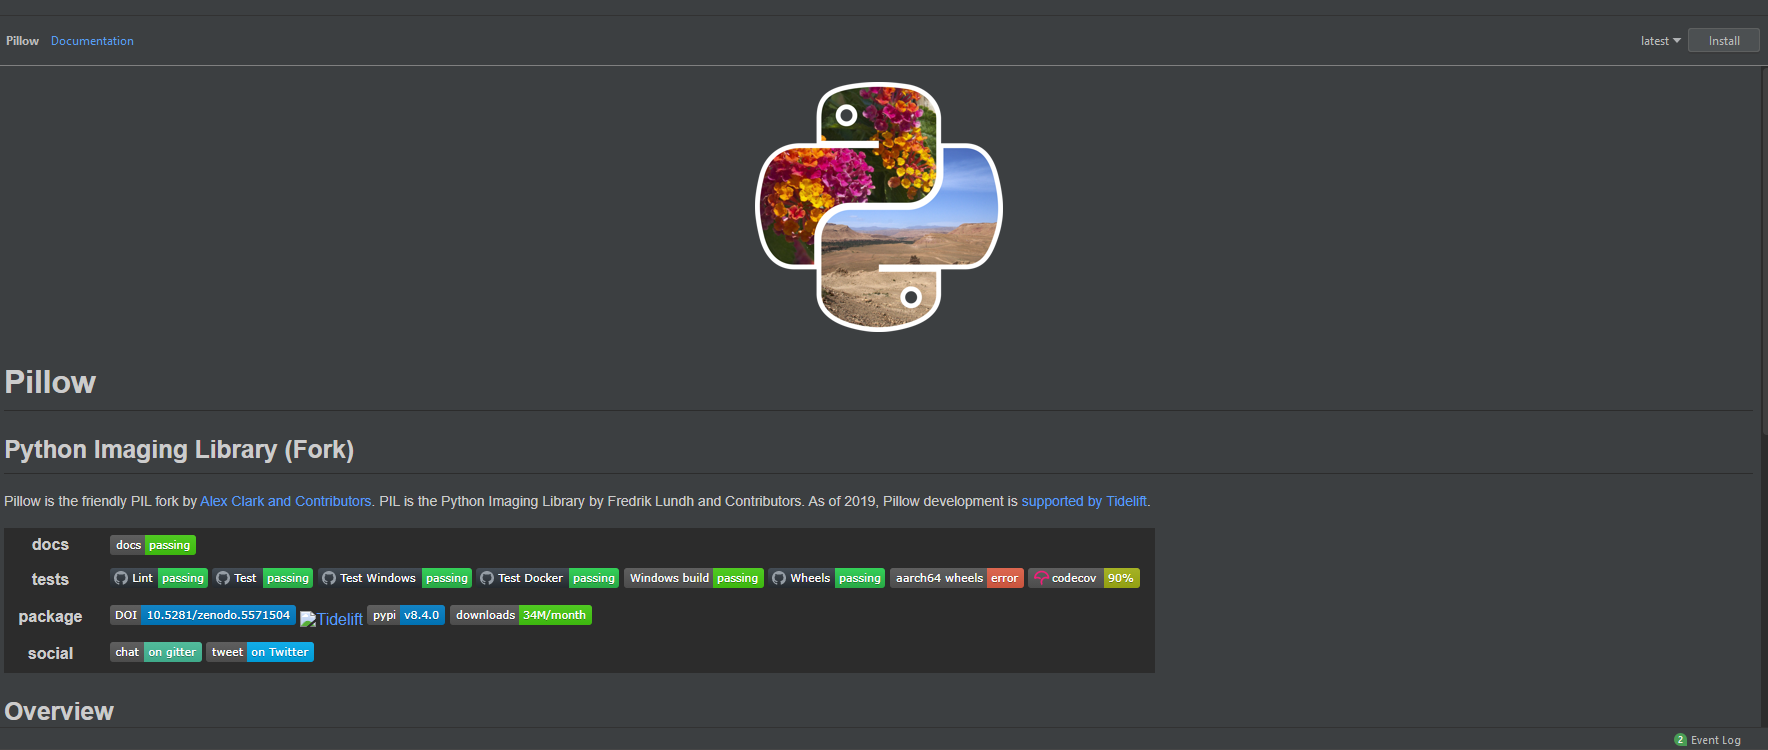 Pillow Documentation latest Install
Pillow
Python Imaging Library (Fork)
Pillow is the friendly PIL fork by Alex Clark and Contributors. PIL is the Python Imaging Library by Fredrik Lundh and Contributors. As of 2019, Pillow development is supported by Tidelift.
docs docs passing
tests Lint passing Test passing Test Windows passing Test Docker passing Windows build passing Wheels passing aarch64 wheels error codecov 90%
package DOI 10.5281/zenodo.5571504 Tidelift pypi v8.4.0 downloads 34M/month
social chat on gitter tweet on Twitter
Overview
2 Event Log